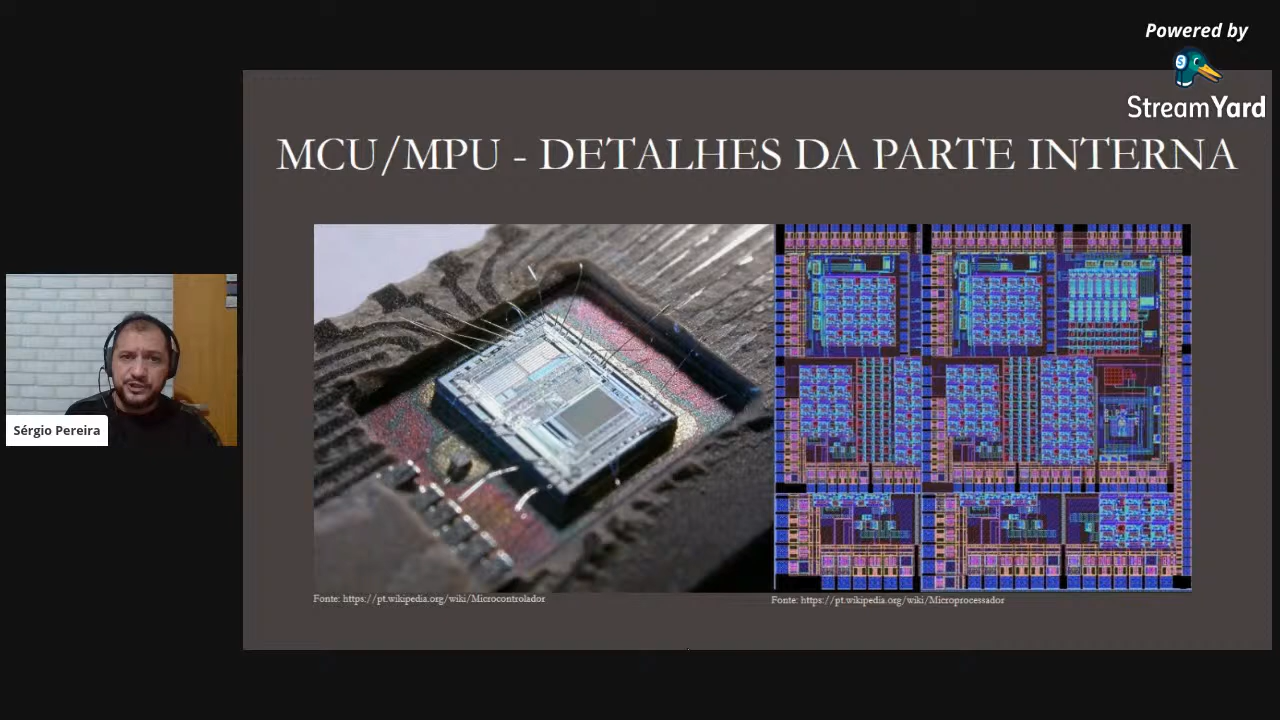 Powered by
StreamYard
MCU/MPU - DETALHES DA PARTE INTERNA
Sérgio Pereira
Fonte: https://pt.wikipedia.org/wiki/Microcontrolador
Fonte: https://pt.wikipedia.org/wiki/Microprocessador